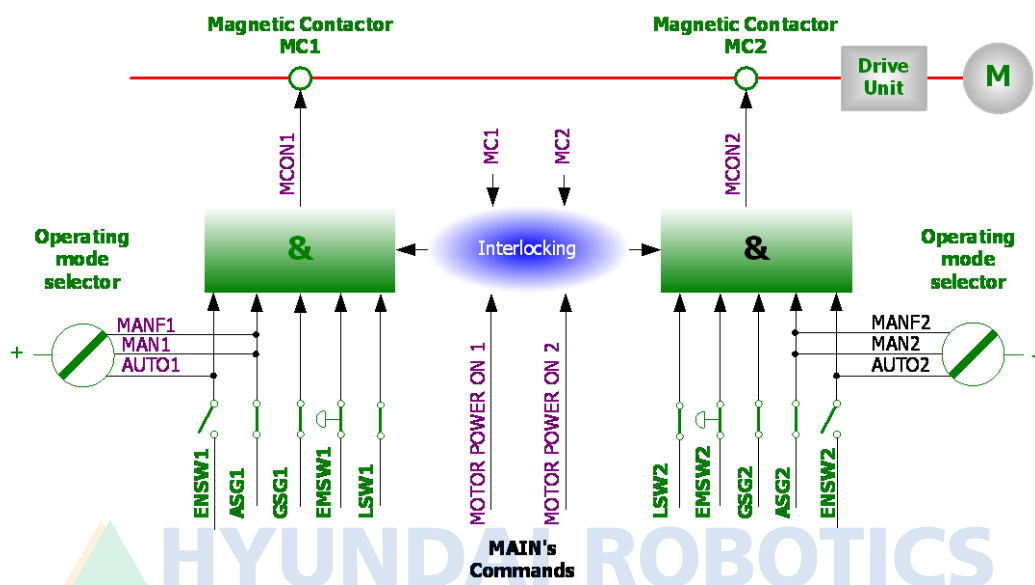 Magnetic Contactor
MC1
Magnetic Contactor
MC2
Drive
Unit
M
MCON1
MC1
MC2
MCON2
Operating
mode
selector
&
Interlocking
&
Operating
mode
selector
+
MANF1
MAN1
AUTO1
MANF2
MAN2
AUTO2
-
ENSW1
ASG1
GSG1
EMSW1
LSW1
MOTOR POWER ON 1
MOTOR POWER ON 2
LSW2
EMSW2
GSG2
ASG2
ENSW2
MAIN's
Commands
HYUNDAI ROBOTICS